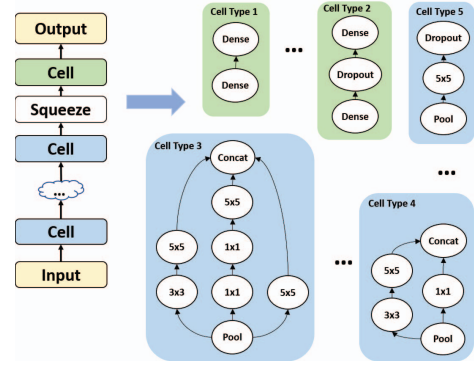 Output
Cell
Squeeze
Cell
...
Cell
Input
Cell Type 1
Dense
Dense
...
Cell Type 2
Dense
Dropout
Dense
Cell Type 5
Dropout
5x5
Pool
...
Cell Type 3
Concat
5x5
5x5 1x1
3x3 1x1 5x5
Pool
...
Cell Type 4
Concat
5x5
1x1
3x3
Pool